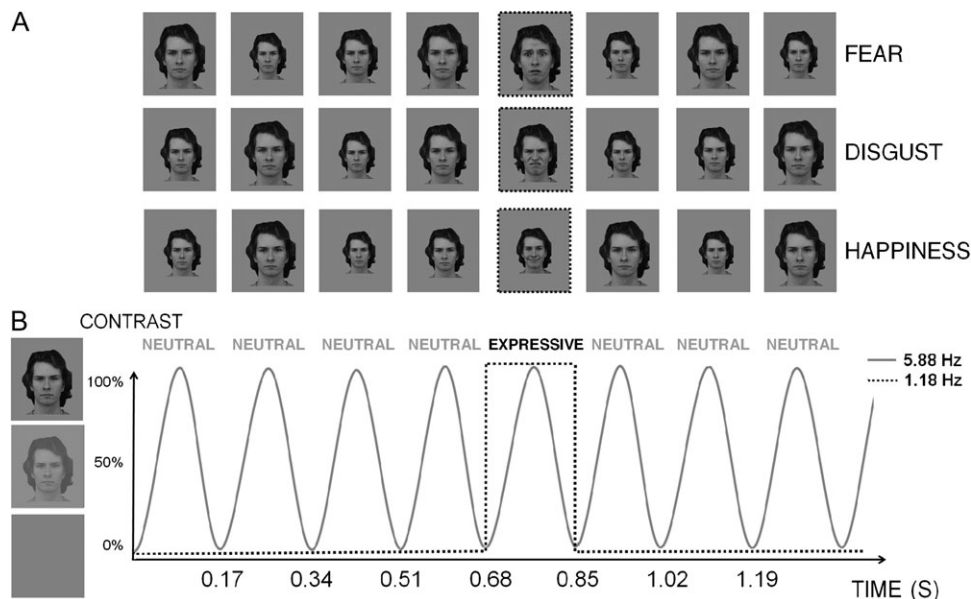 A
FEAR
DISGUST
HAPPINESS
B
CONTRAST
NEUTRAL NEUTRAL NEUTRAL NEUTRAL EXPRESSIVE NEUTRAL NEUTRAL NEUTRAL
5.88 Hz
1.18 Hz
100%
50%
0%
0.17 0.34 0.51 0.68 0.85 1.02 1.19 TIME (S)